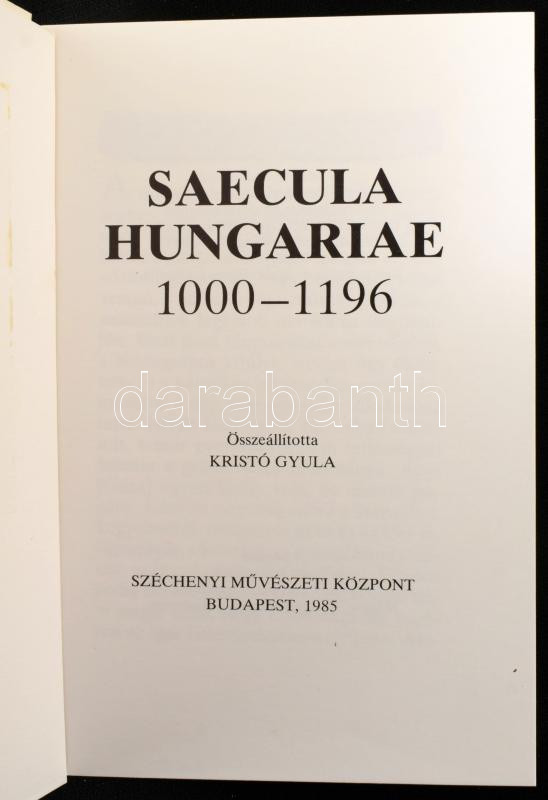 SAECULA
HUNGARIAE
1000–1196
darabanth
Összeállította
KRISTÓ GYULA
SZÉCHENYI MŰVÉSZETI KÖZPONT
BUDAPEST, 1985